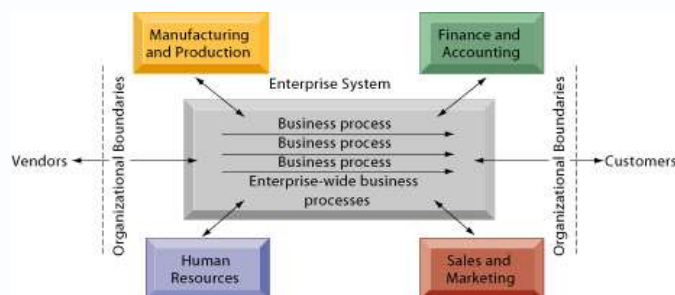 Manufacturing
and Production
Finance and
Accounting
Enterprise System
Organizational Boundaries
Organizational Boundaries
Business process
Business process
Business process
Vendors
Customers
Enterprise-wide business
processes
Human
Resources
Sales and
Marketing